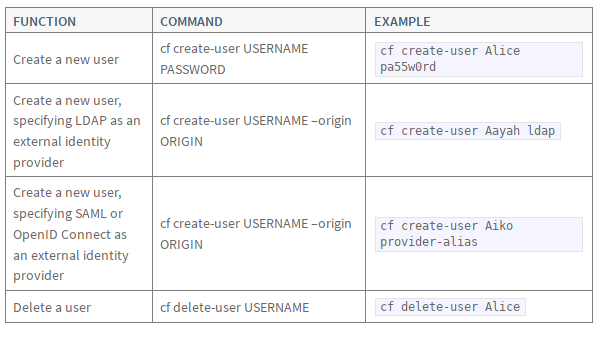 FUNCTION COMMAND EXAMPLE
Create a new user
cf create-user USERNAME
PASSWORD
cf create-user Alice
pa55w0rd
Create a new user,
specifying LDAP as an
external identity
provider
cf create-user USERNAME –origin
ORIGIN
cf create-user Aayah ldap
Create a new user,
specifying SAML or
OpenID Connect as
an external identity
provider
cf create-user USERNAME –origin
ORIGIN
cf create-user Aiko
provider-alias
Delete a user
cf delete-user USERNAME
cf delete-user Alice